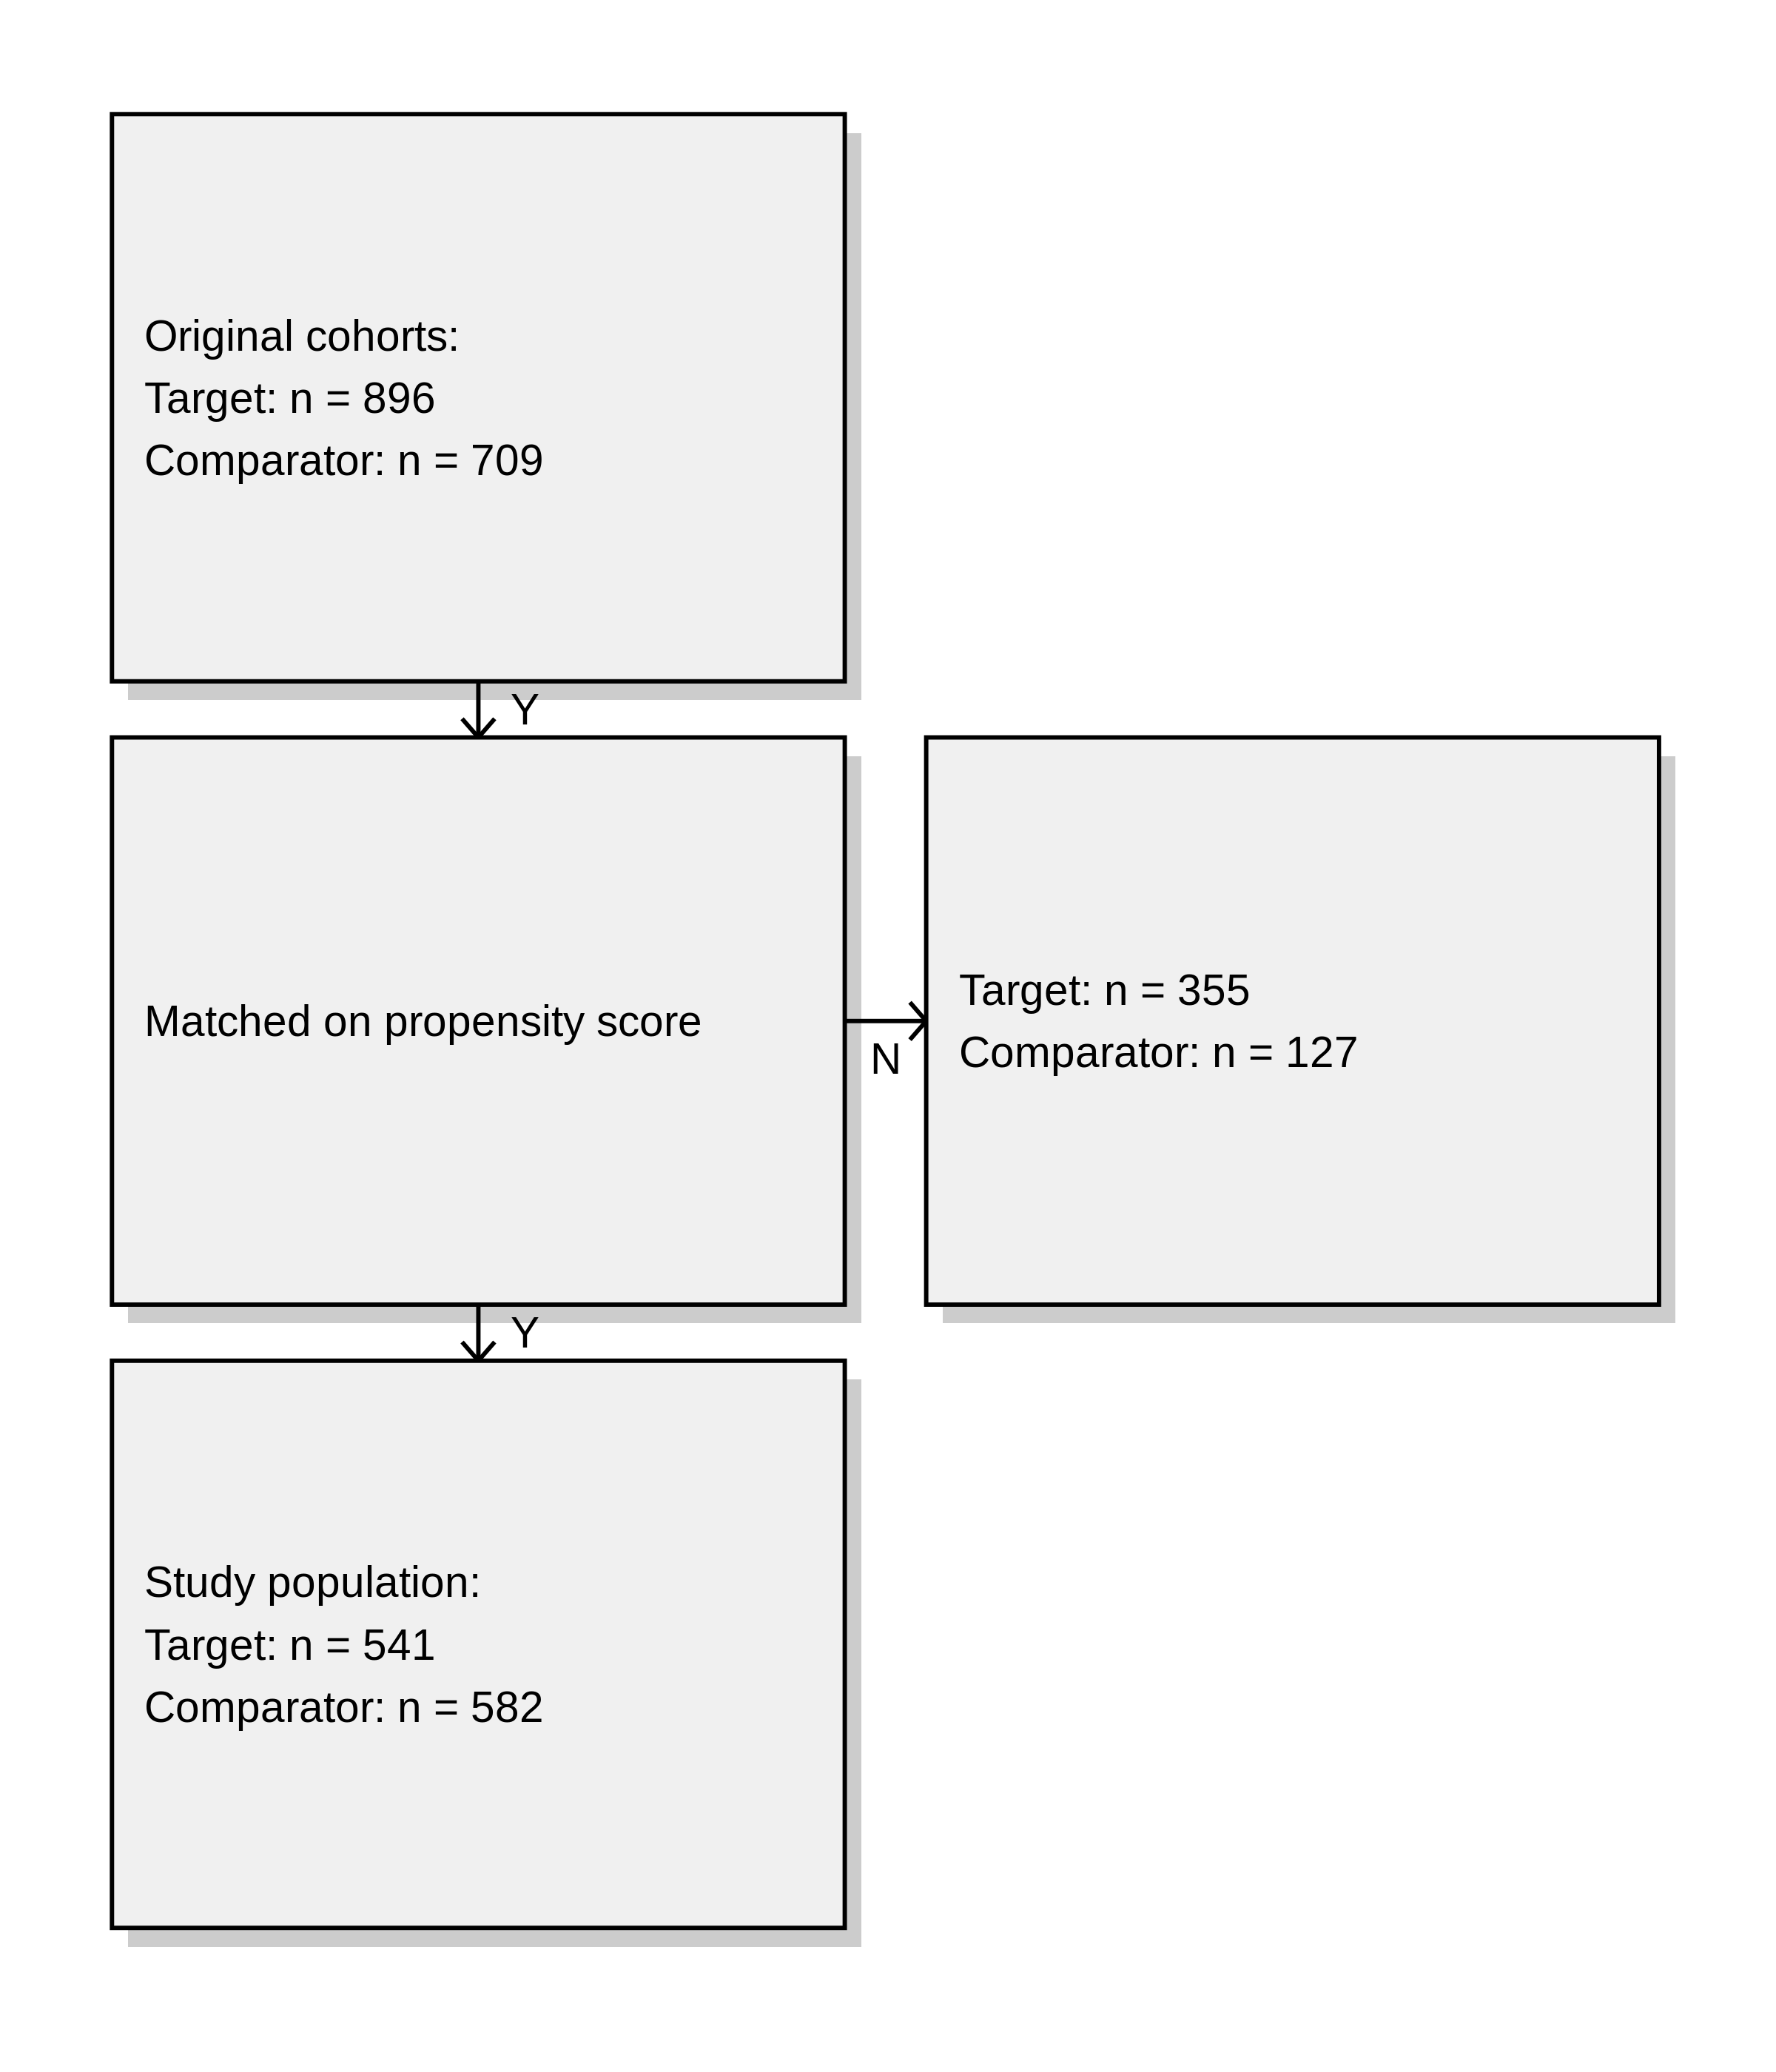 Original cohorts:
Target: n = 896
Comparator: n = 709
Y
Matched on propensity score
N
Target: n = 355
Comparator: n = 127
Y
Study population:
Target: n = 541
Comparator: n = 582